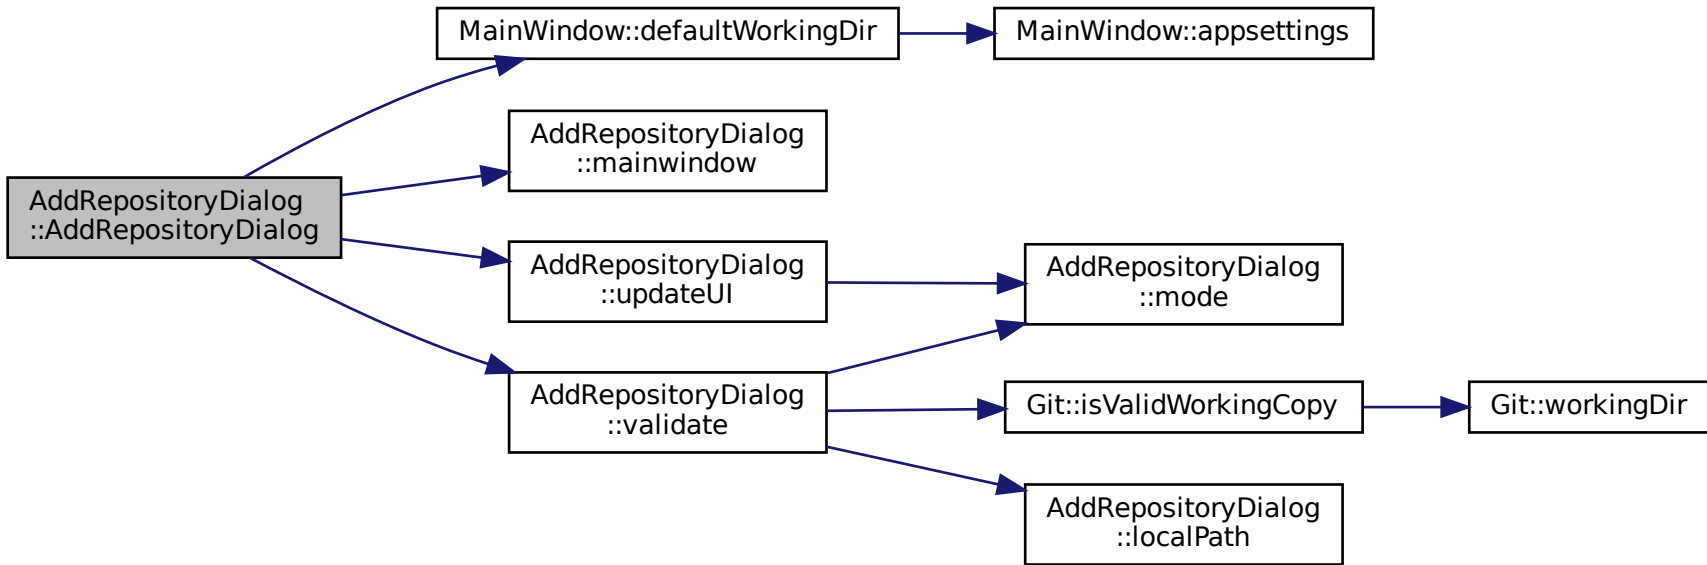 MainWindow::defaultWorkingDir
MainWindow::appsettings
AddRepositoryDialog
::mainwindow
AddRepositoryDialog
::AddRepositoryDialog
AddRepositoryDialog
::updateUI
AddRepositoryDialog
::mode
AddRepositoryDialog
::validate
Git::isValidWorkingCopy
Git::workingDir
AddRepositoryDialog
::localPath